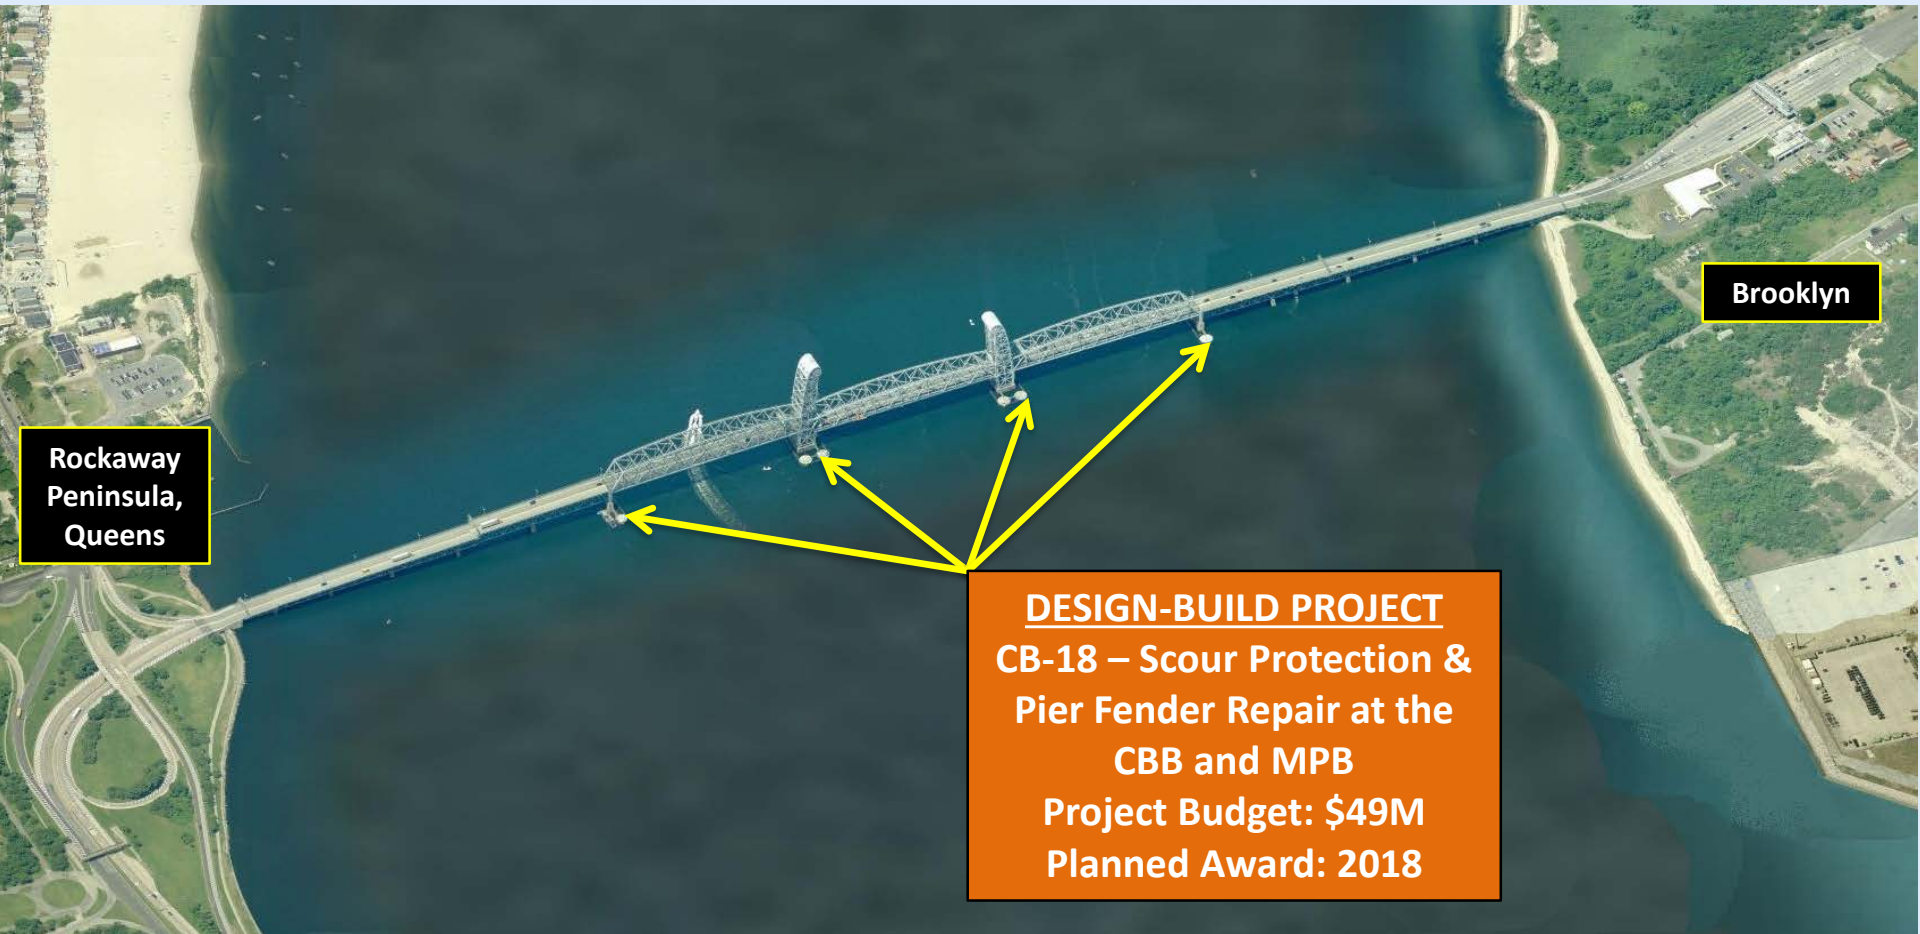 Brooklyn
Rockaway
Peninsula,
Queens
DESIGN-BUILD PROJECT
CB-18 – Scour Protection &
Pier Fender Repair at the
CBB and MPB
Project Budget: $49M
Planned Award: 2018